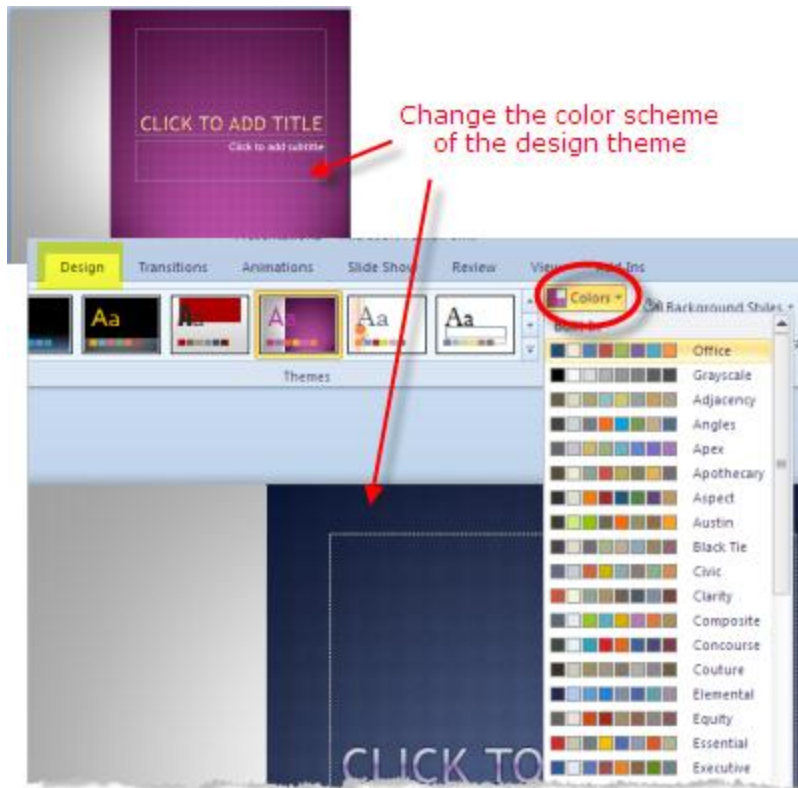 CLICK TO ADD TITLE
Click to add subtitle
Change the color scheme
of the design theme
Design Transitions Animations Slide Show Review View Add-Ins
Aa Aa Aa Aa Aa
Colors
Background Styles
Themes
Office
Grayscale
Adjacency
Angles
Apex
Apothecary
Aspect
Austin
Black Tie
Civic
Clarity
Composite
Concourse
Couture
Elemental
Equity
Essential
Executive
CLICK TO